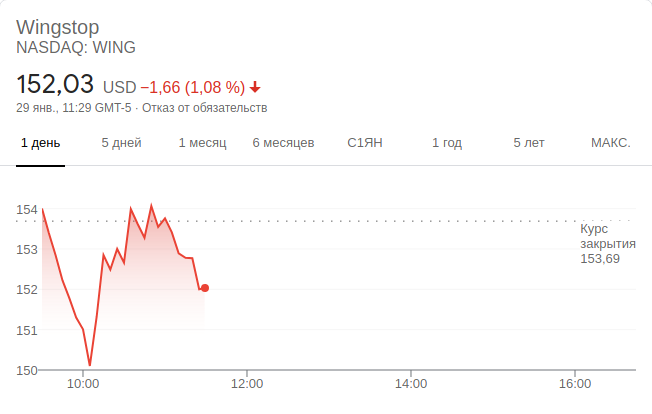 Wingstop
NASDAQ: WING
152,03 USD −1,66 (1,08 %)
29 янв., 11:29 GMT-5 · Отказ от обязательств
1 день 5 дней 1 месяц 6 месяцев С1ЯН 1 год 5 лет МАКС.
154
Курс
закрытия
153,69
153
152
151
150
10:00 12:00 14:00 16:00